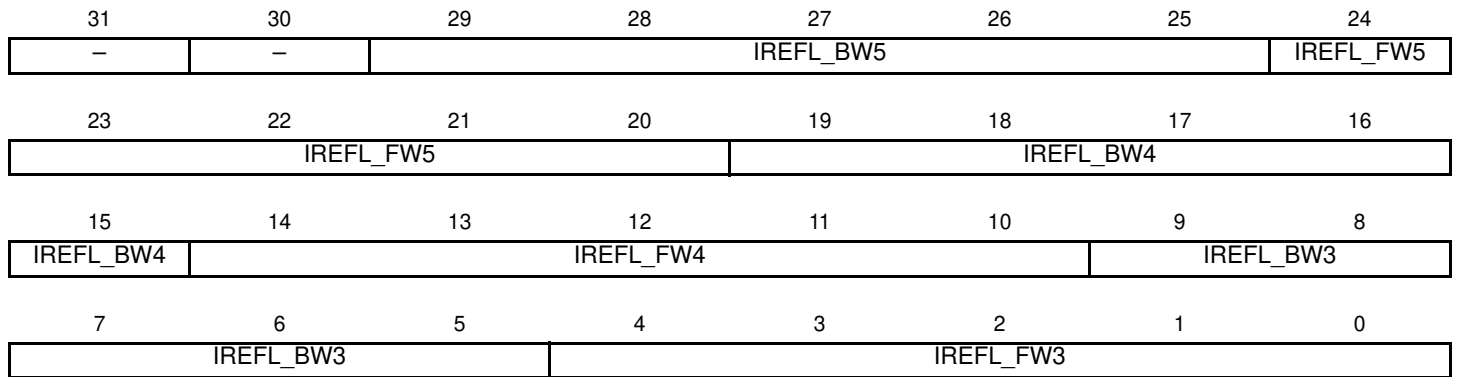 31 30 29 28 27 26 25 24
– – IREFL_BW5 IREFL_FW5
23 22 21 20 19 18 17 16
IREFL_FW5 IREFL_BW4
15 14 13 12 11 10 9 8
IREFL_BW4 IREFL_FW4 IREFL_BW3
7 6 5 4 3 2 1 0
IREFL_BW3 IREFL_FW3